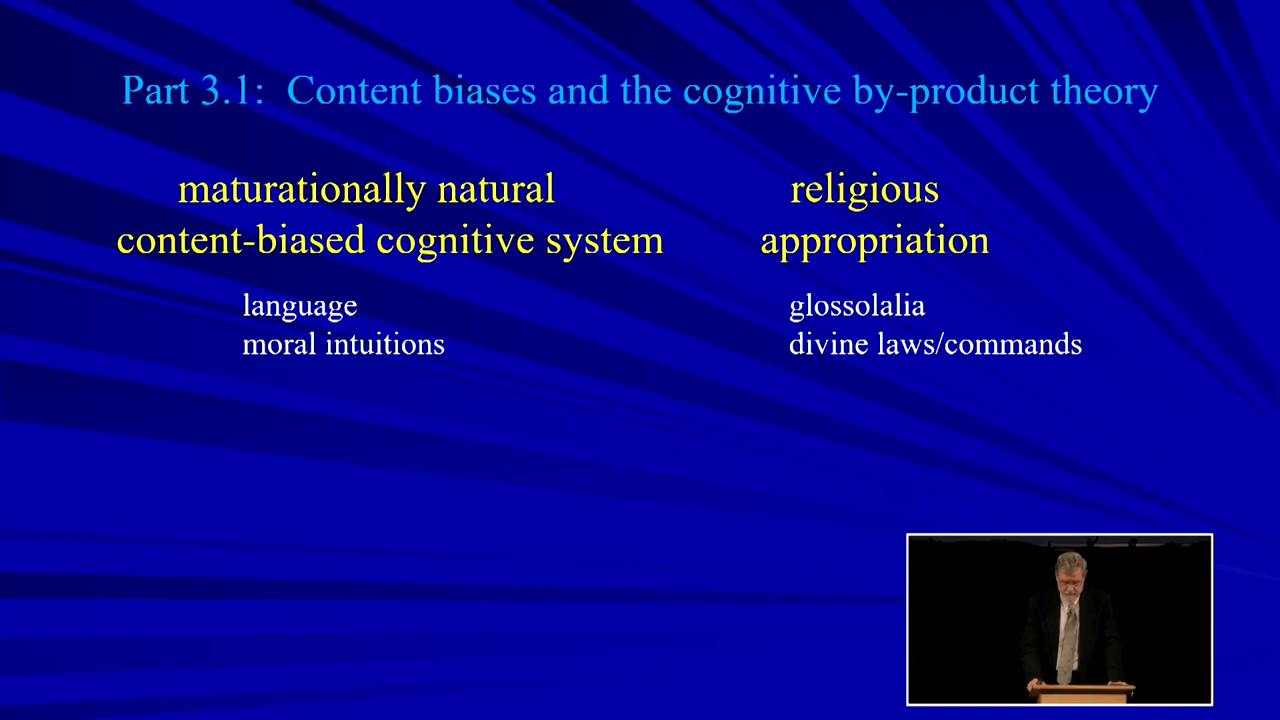 Part 3.1: Content biases and the cognitive by-product theory
maturationally natural
content-biased cognitive system
religious
appropriation
language
moral intuitions
glossolalia
divine laws/commands